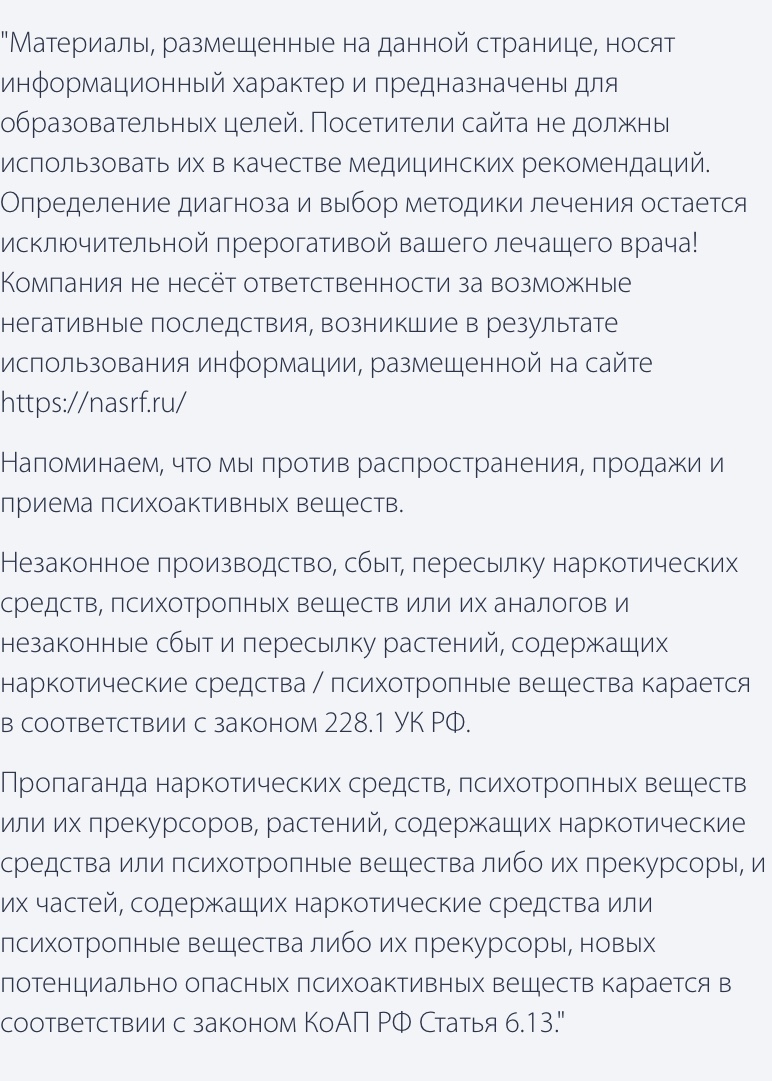 "Материалы, размещенные на данной странице, носят
информационный характер и предназначены для
образовательных целей. Посетители сайта не должны
использовать их в качестве медицинских рекомендаций.
Определение диагноза и выбор методики лечения остается
исключительной прерогативой вашего лечащего врача!
Компания не несёт ответственности за возможные
негативные последствия, возникшие в результате
использования информации, размещенной на сайте
https://nasrf.ru/
Напоминаем, что мы против распространения, продажи и
приема психоактивных веществ.
Незаконное производство, сбыт, пересылку наркотических
средств, психотропных веществ или их аналогов и
незаконные сбыт и пересылку растений, содержащих
наркотические средства / психотропные вещества карается
в соответствии с законом 228.1 УК РФ.
Пропаганда наркотических средств, психотропных веществ
или их прекурсоров, растений, содержащих наркотические
средства или психотропные вещества либо их прекурсоры, и
их частей, содержащих наркотические средства или
психотропные вещества либо их прекурсоры, новых
потенциально опасных психоактивных веществ карается в
соответствии с законом КоАП РФ Статья 6.13."